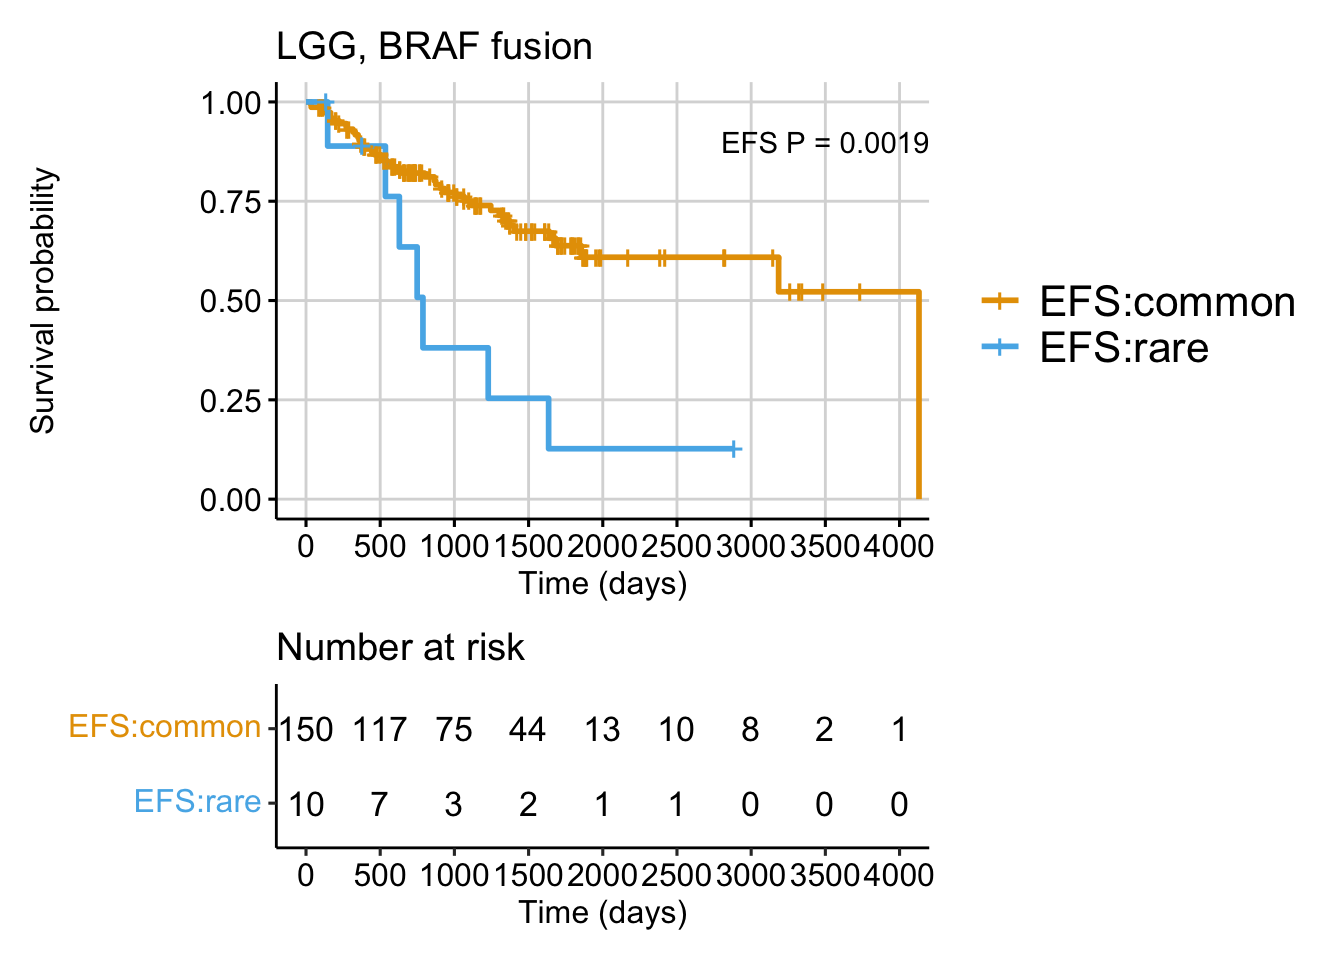 LGG, BRAF fusion
EFS P = 0.0019
Survival probability
1.00
0.75
0.50
0.25
0.00
0 500 1000 1500 2000 2500 3000 3500 4000
Time (days)
EFS:common
EFS:rare
Number at risk
EFS:common 150 117 75 44 13 10 8 2 1
EFS:rare 10 7 3 2 1 1 0 0 0
0 500 1000 1500 2000 2500 3000 3500 4000
Time (days)